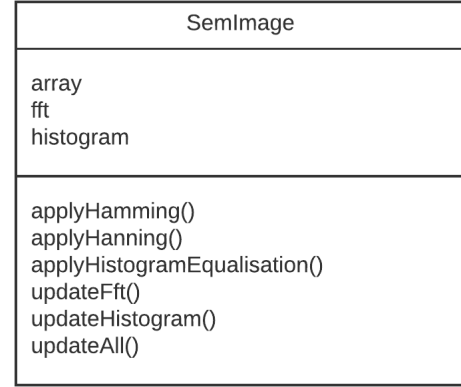 SemImage
array
fft
histogram
applyHamming()
applyHanning()
applyHistogramEqualisation()
updateFft()
updateHistogram()
updateAll()